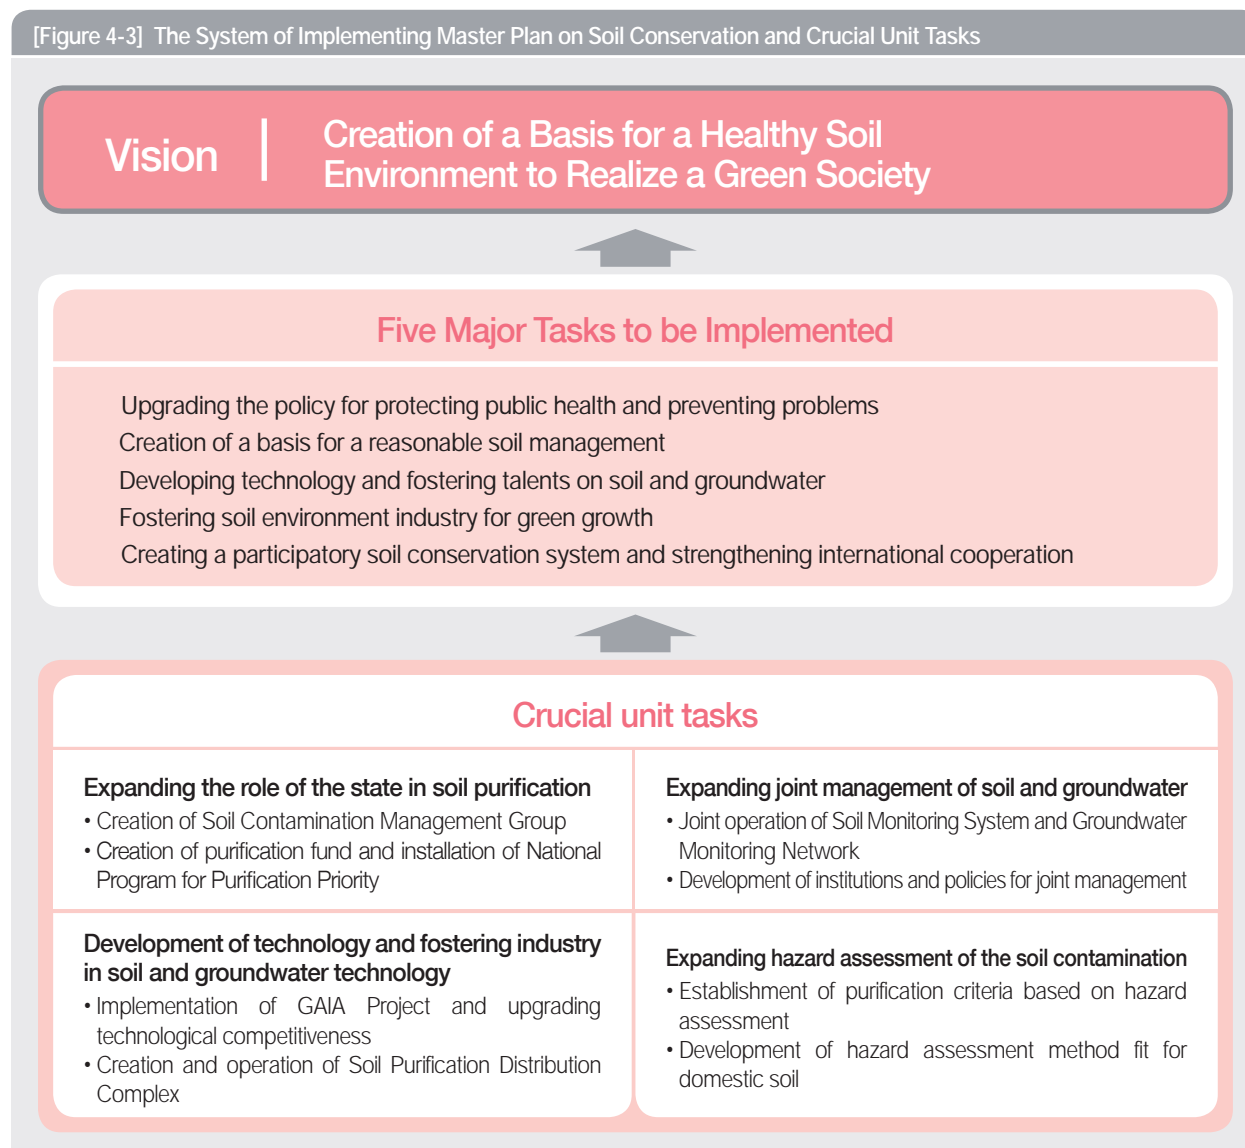 [Figure 4-3] The System of Implementing Master Plan on Soil Conservation and Crucial Unit Tasks
Vision
Creation of a Basis for a Healthy Soil
Environment to Realize a Green Society
Five Major Tasks to be Implemented
Upgrading the policy for protecting public health and preventing problems
Creation of a basis for a reasonable soil management
Developing technology and fostering talents on soil and groundwater
Fostering soil environment industry for green growth
Creating a participatory soil conservation system and strengthening international cooperation
Crucial unit tasks
Expanding the role of the state in soil purification
• Creation of Soil Contamination Management Group
• Creation of purification fund and installation of National
Program for Purification Priority
Expanding joint management of soil and groundwater
• Joint operation of Soil Monitoring System and Groundwater
Monitoring Network
• Development of institutions and policies for joint management
Development of technology and fostering industry
in soil and groundwater technology
• Implementation of GAIA Project and upgrading
technological competitiveness
• Creation and operation of Soil Purification Distribution
Complex
Expanding hazard assessment of the soil contamination
• Establishment of purification criteria based on hazard
assessment
• Development of hazard assessment method fit for
domestic soil